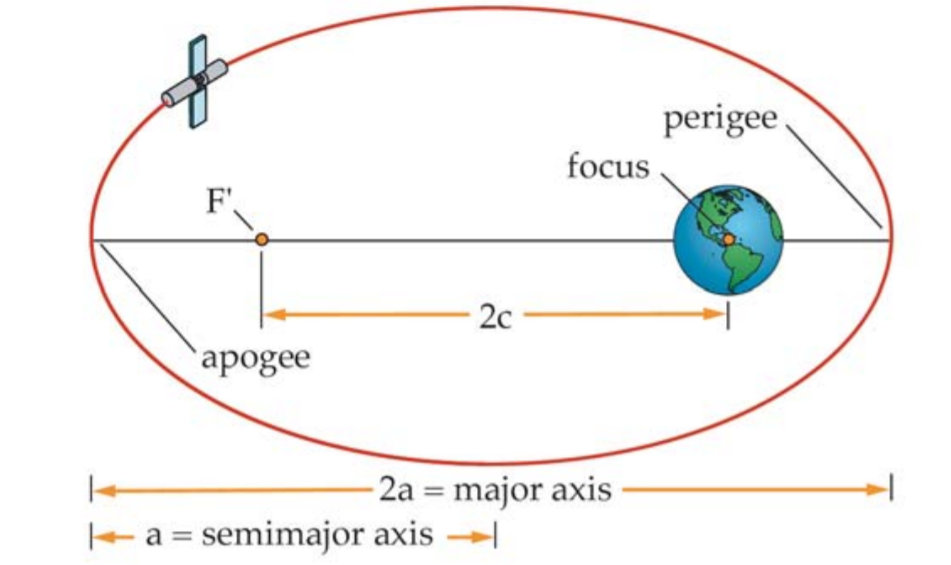 perigee
focus
F'
2c
apogee
2a = major axis
a = semimajor axis